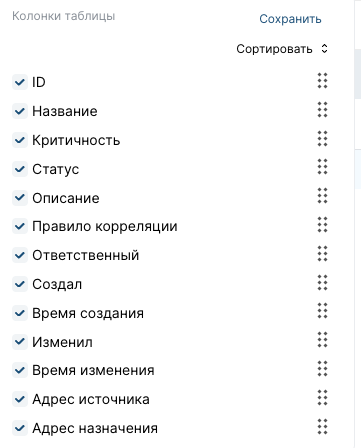 Колонки таблицы
Сохранить
Сортировать
ID
Название
Критичность
Статус
Описание
Правило корреляции
Ответственный
Создал
Время создания
Изменил
Время изменения
Адрес источника
Адрес назначения